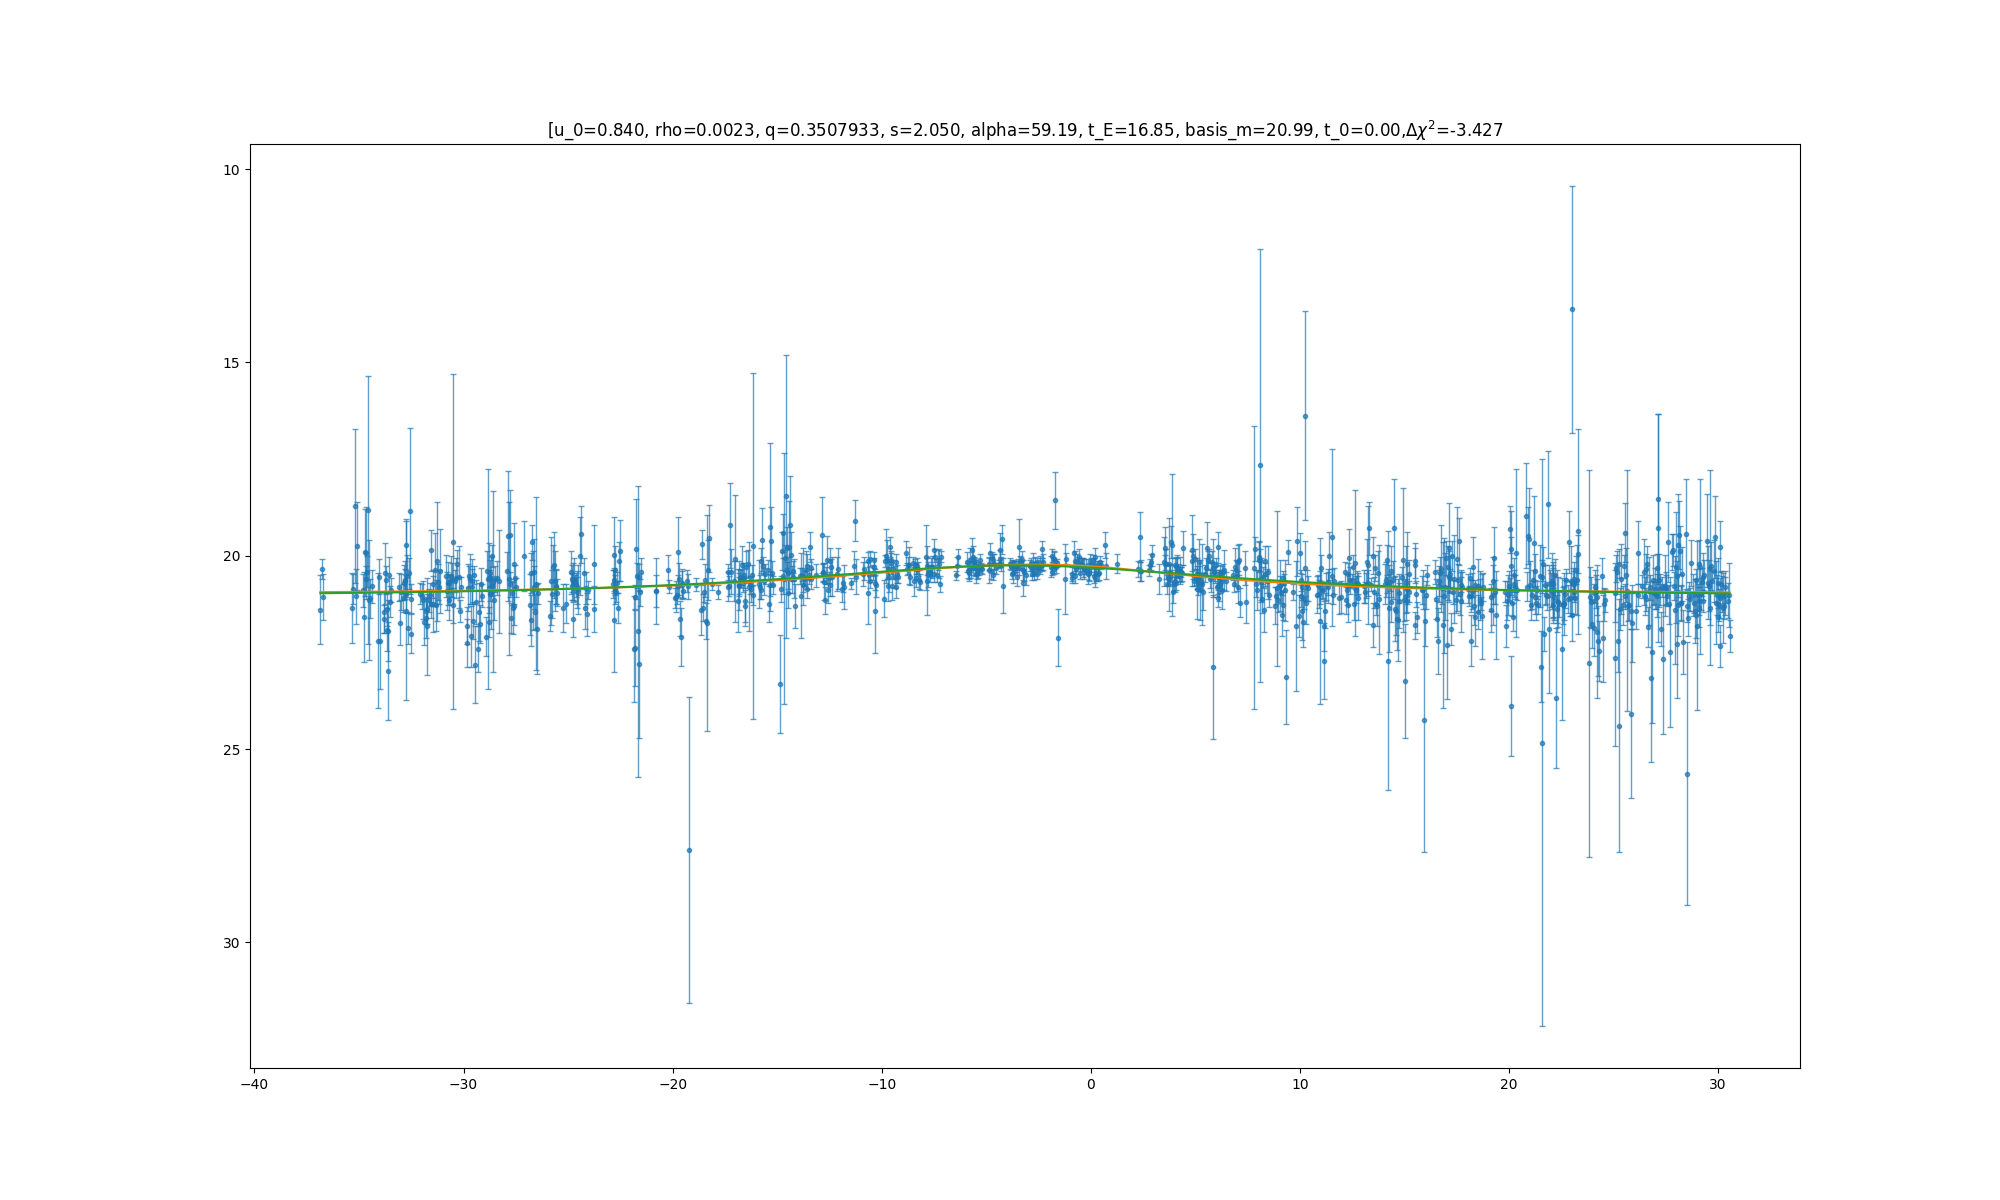 [u_0=0.840, rho=0.0023, q=0.3507933, s=2.050, alpha=59.19, t_E=16.85, basis_m=20.99, t_0=0.00,Δχ²=-3.427
10
15
20
25
30
−40 −30 −20 −10 0 10 20 30